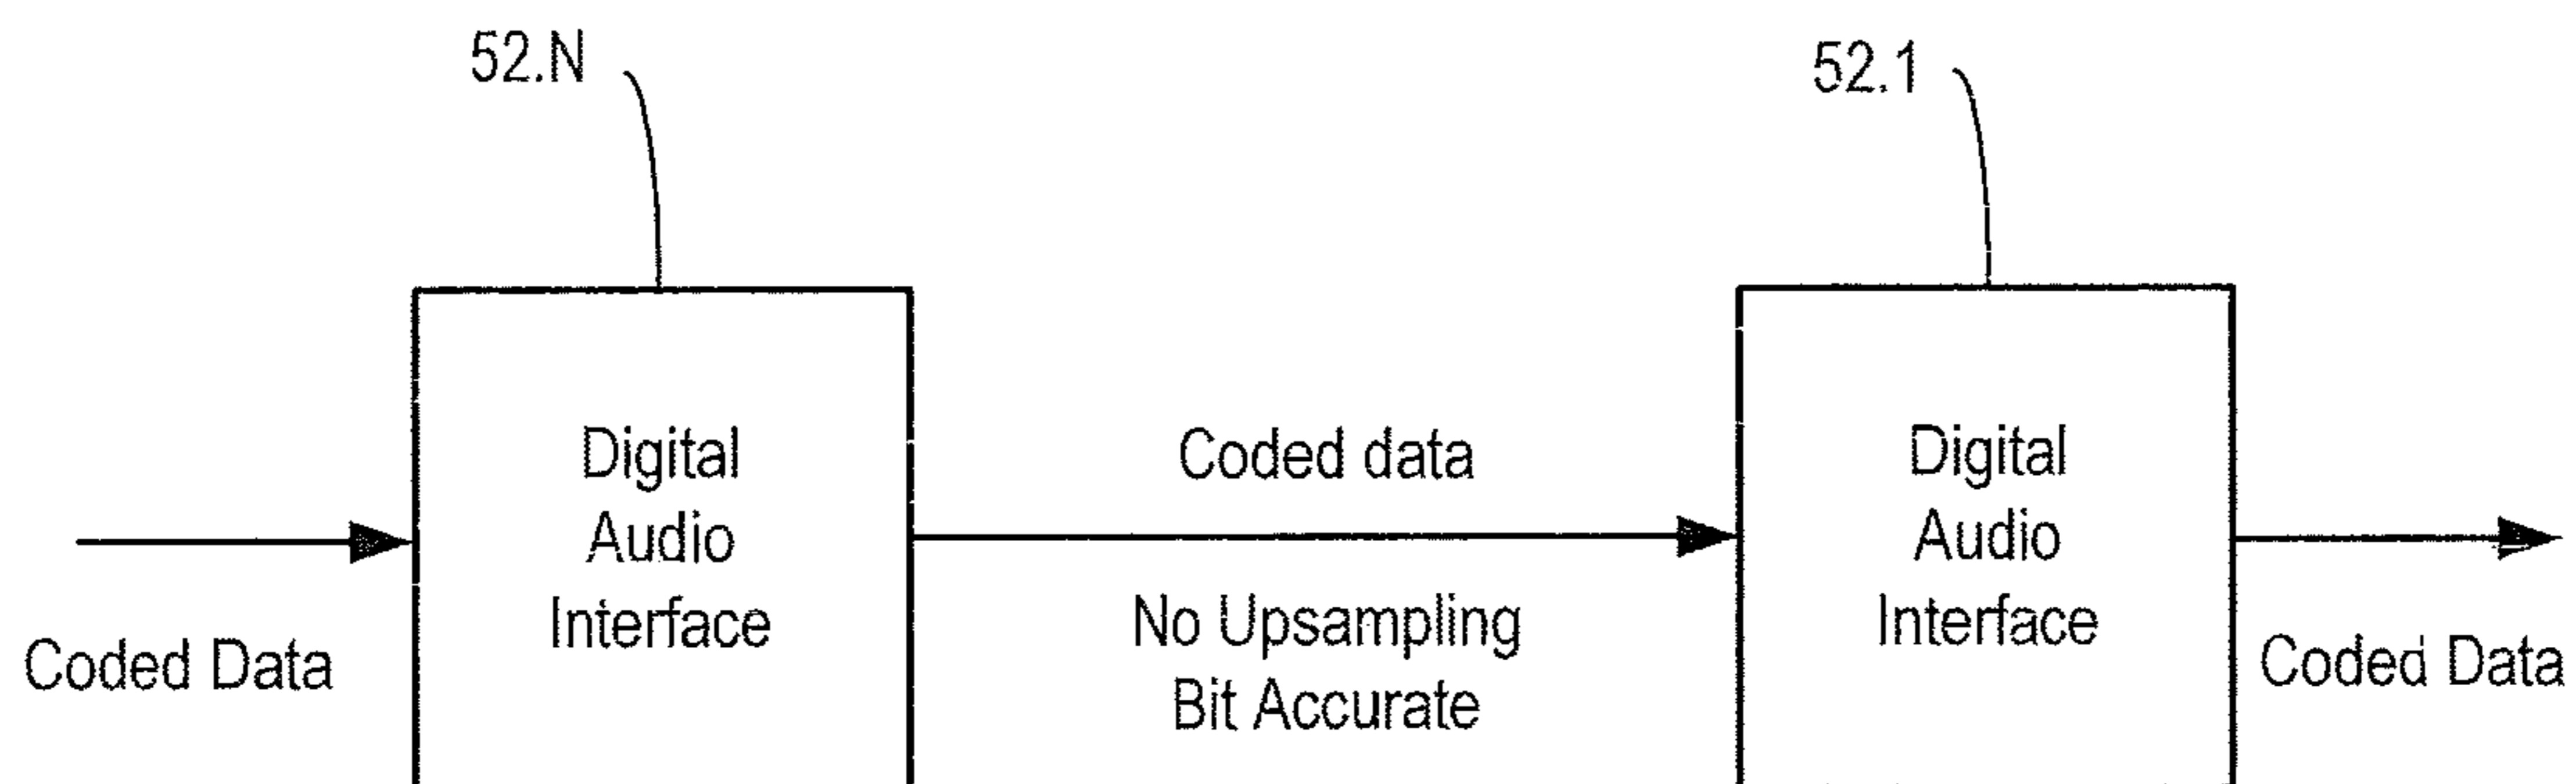 52.N
52.1
Digital
Audio
Interface
Coded data
No Upsampling
Bit Accurate
Digital
Audio
Interface
Coded Data
Coded Data